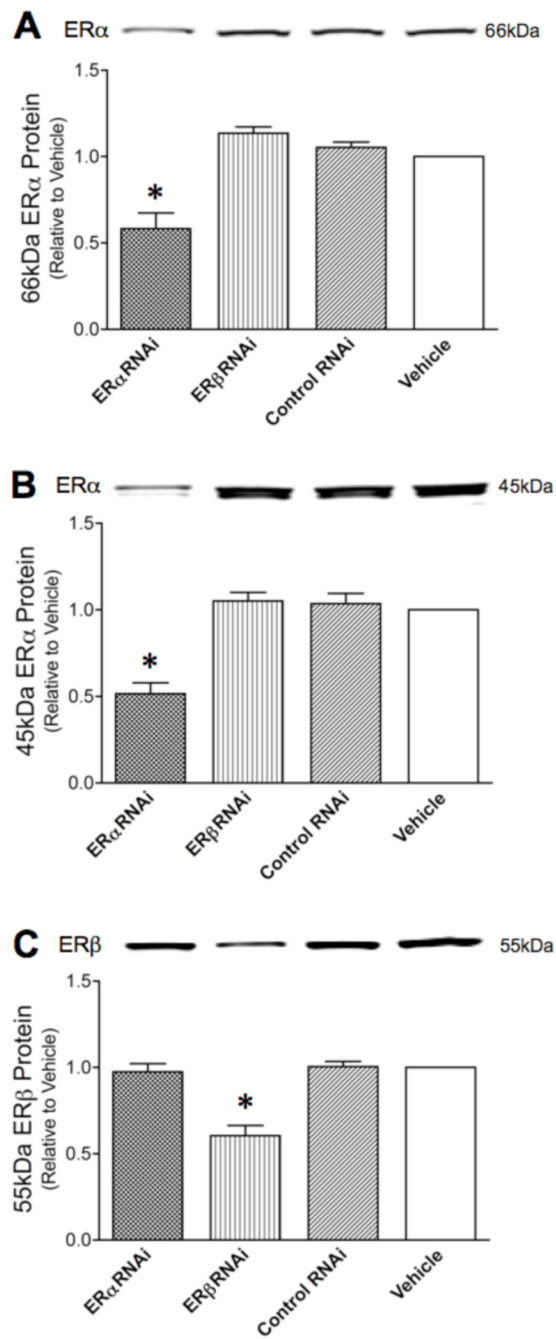 A ERα 66kDa
66kDa ERα Protein
(Relative to Vehicle)
1.5
1.0
0.5
0.0
*
ERαRNAi
ERβRNAi
Control RNAi
Vehicle
B ERα 45kDa
45kDa ERα Protein
(Relative to Vehicle)
1.5
1.0
0.5
0.0
*
ERαRNAi
ERβRNAi
Control RNAi
Vehicle
C ERβ 55kDa
55kDa ERβ Protein
(Relative to Vehicle)
1.5
1.0
0.5
0.0
*
ERαRNAi
ERβRNAi
Control RNAi
Vehicle